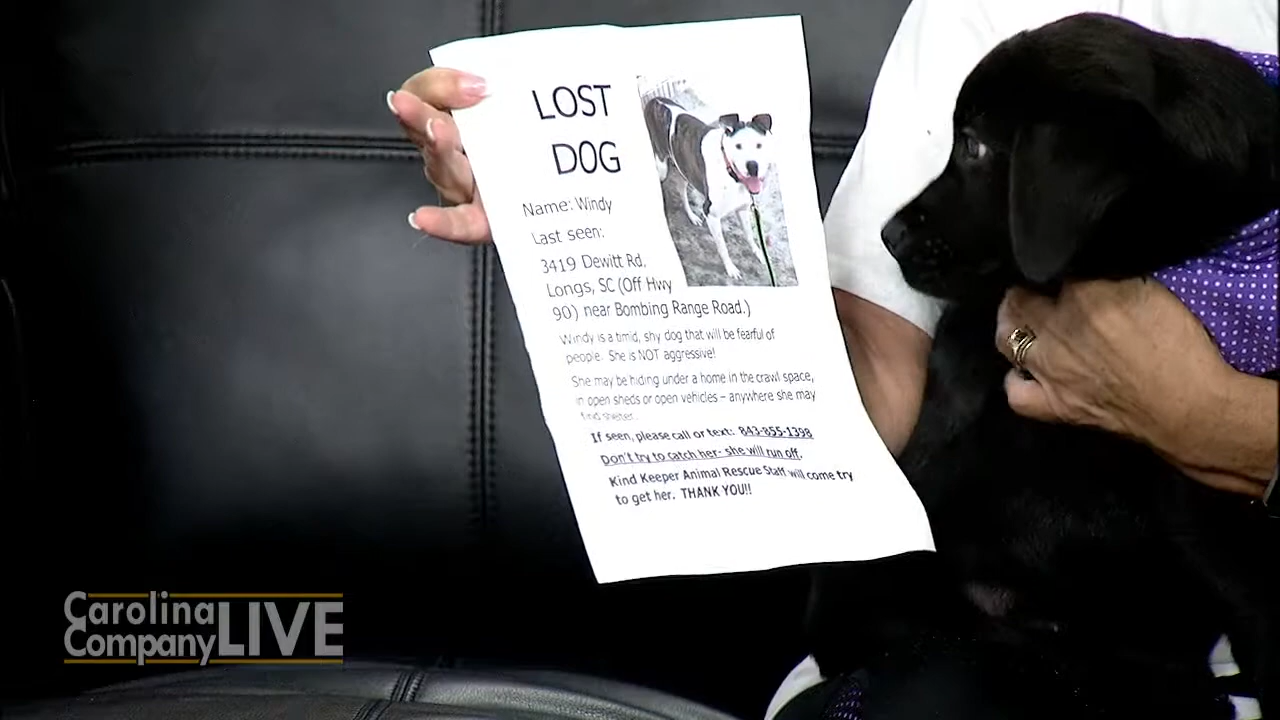 LOST
DOG
Name: Windy
Last seen:
3419 Dewitt Rd.
Longs, SC (Off Hwy
90) near Bombing Range Road.)
Windy is a timid, shy dog that will be fearful of
people. She is NOT aggressive!
She may be hiding under a home in the crawl space,
in open sheds or open vehicles – anywhere she may
find shelter.
If seen, please call or text: 843-855-1398
Don't try to catch her- she will run off.
Kind Keeper Animal Rescue Staff will come try
to get her. THANK YOU!!
Carolina
Company LIVE